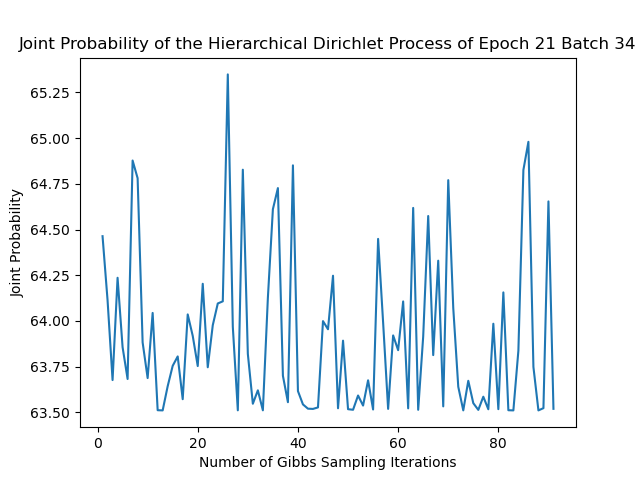 Joint Probability of the Hierarchical Dirichlet Process of Epoch 21 Batch 34
65.25
65.00
64.75
64.50
64.25
64.00
63.75
63.50
Joint Probability
0 20 40 60 80
Number of Gibbs Sampling Iterations